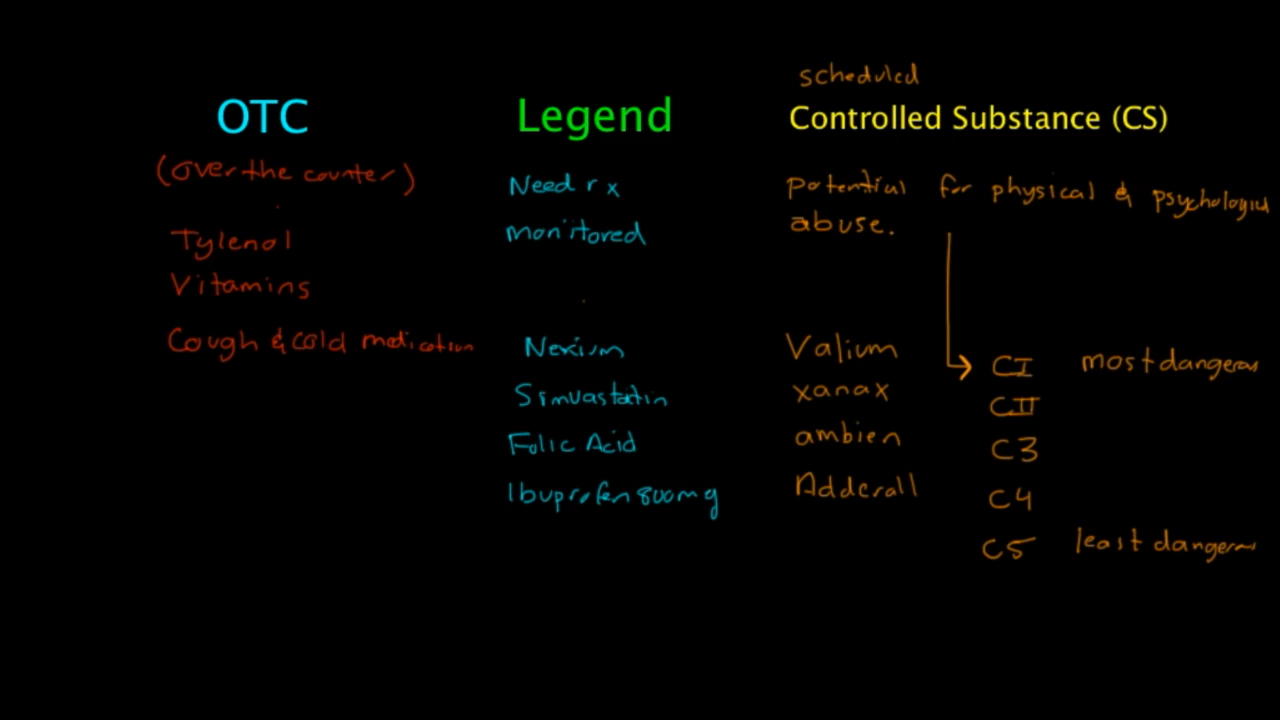 scheduled
OTC
Legend
Controlled Substance (CS)
(over the counter)
Need rx
monitored
potential for physical & psychological
abuse.
Tylenol
Vitamins
Cough & cold medication
Nexium
Simvastatin
Folic Acid
Ibuprofen 800mg
Valium
xanax
ambien
Adderall
CI most dangerous
CII
C3
C4
C5 least dangerous